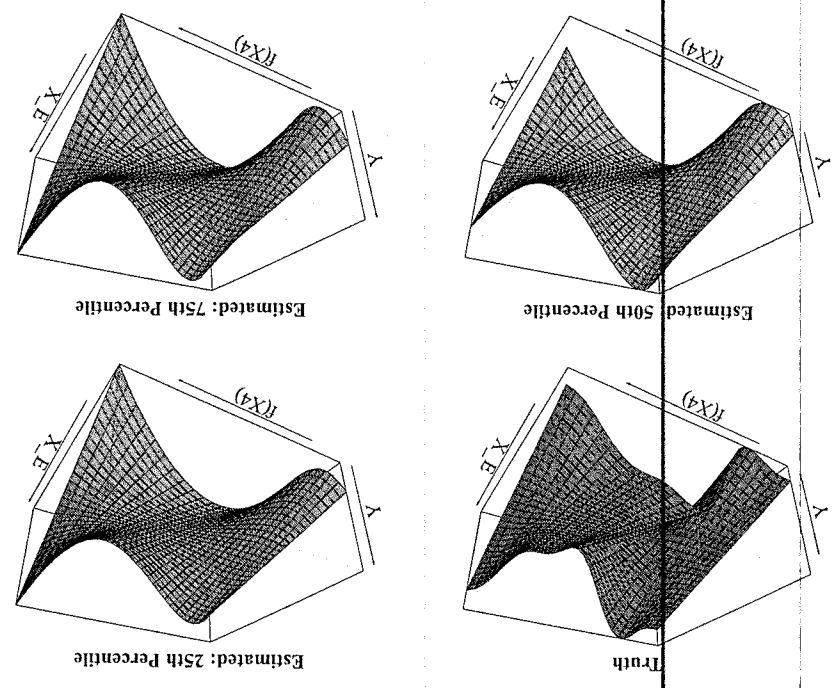 Truth
Y
X_E
f(X4)
Estimated: 25th Percentile
Y
X_E
f(X4)
Estimated: 50th Percentile
Y
X_E
f(X4)
Estimated: 75th Percentile
Y
X_E
f(X4)